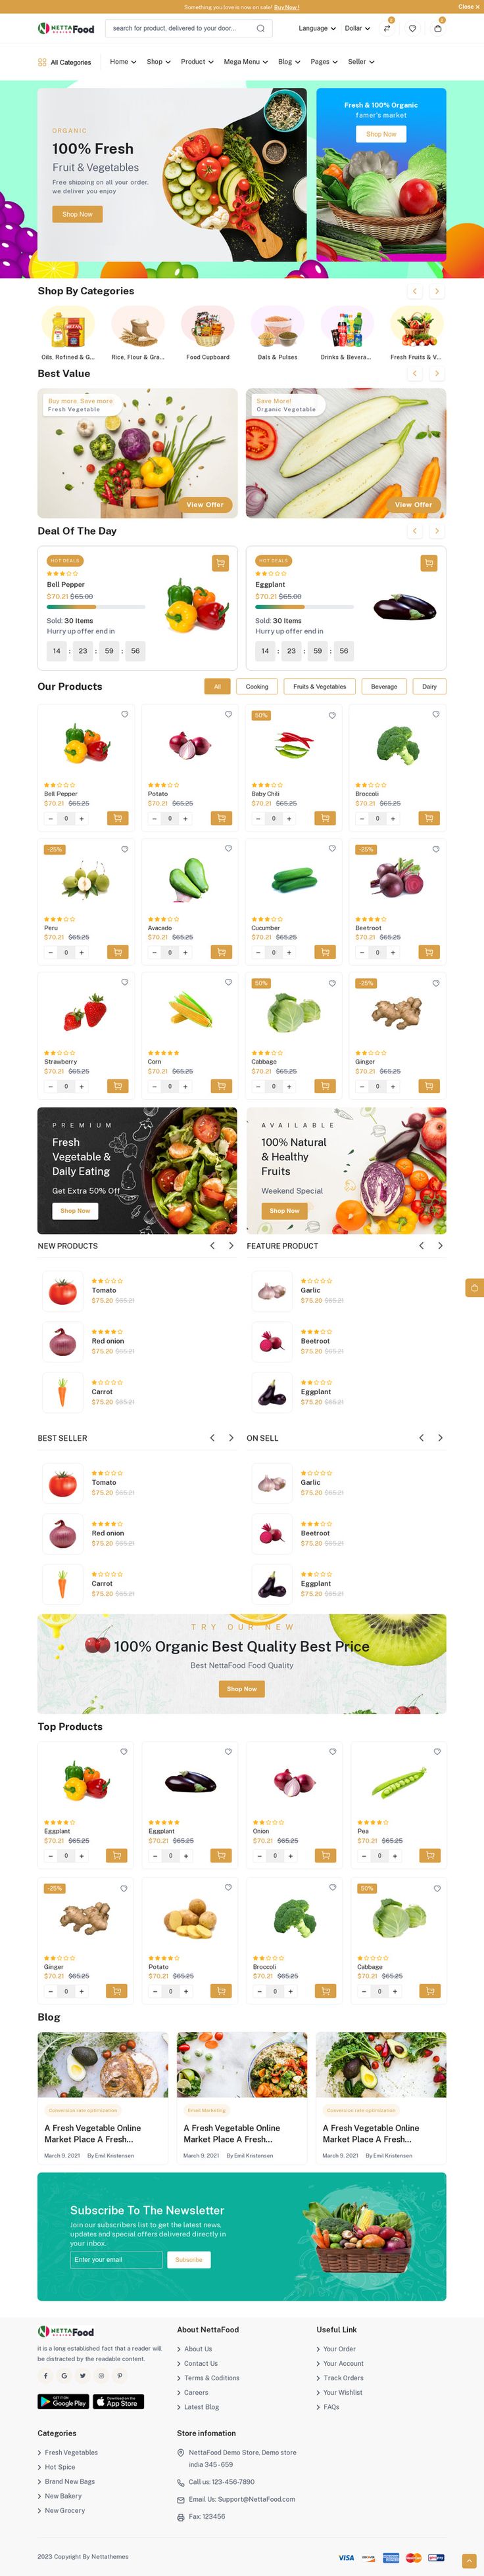 Something you love is now on sale! Buy Now !
Close ✕
NETTA DESIGN Food
search for product, delivered to your door...
Language
Dollar
0
0
All Categories
Home
Shop
Product
Mega Menu
Blog
Pages
Seller
ORGANIC
100% Fresh
Fruit & Vegetables
Free shipping on all your order.
we deliver you enjoy
Shop Now
Fresh & 100% Organic
famer's market
Shop Now
Shop By Categories
Oils, Refined & G...
Rice, Flour & Gra...
Food Cupboard
Dals & Pulses
Drinks & Bevera...
Fresh Fruits & V...
Best Value
Buy more. Save more.
Fresh Vegetable
View Offer
Save More!
Organic Vegetable
View Offer
Deal Of The Day
HOT DEALS
Bell Pepper
$70.21 $65.00
Sold: 30 Items
Hurry up offer end in
14 : 23 : 59 : 56
HOT DEALS
Eggplant
$70.21 $65.00
Sold: 30 Items
Hurry up offer end in
14 : 23 : 59 : 56
Our Products
All
Cooking
Fruits & Vegetables
Beverage
Dairy
Bell Pepper
$70.21 $65.25
− 0 +
Potato
$70.21 $65.25
− 0 +
50%
Baby Chili
$70.21 $65.25
− 0 +
Broccoli
$70.21 $65.25
− 0 +
-25%
Peru
$70.21 $65.25
− 0 +
Avacado
$70.21 $65.25
− 0 +
Cucumber
$70.21 $65.25
− 0 +
-25%
Beetroot
$70.21 $65.25
− 0 +
Strawberry
$70.21 $65.25
− 0 +
Corn
$70.21 $65.25
− 0 +
50%
Cabbage
$70.21 $65.25
− 0 +
-25%
Ginger
$70.21 $65.25
− 0 +
PREMIUM
Fresh
Vegetable &
Daily Eating
Get Extra 50% Off
Shop Now
AVAILABLE
100% Natural
& Healthy
Fruits
Weekend Special
Shop Now
NEW PRODUCTS
Tomato
$75.20 $65.21
Red onion
$75.20 $65.21
Carrot
$75.20 $65.21
FEATURE PRODUCT
Garlic
$75.20 $65.21
Beetroot
$75.20 $65.21
Eggplant
$75.20 $65.21
BEST SELLER
Tomato
$75.20 $65.21
Red onion
$75.20 $65.21
Carrot
$75.20 $65.21
ON SELL
Garlic
$75.20 $65.21
Beetroot
$75.20 $65.21
Eggplant
$75.20 $65.21
TRY OUR NEW
100% Organic Best Quality Best Price
Best NettaFood Food Quality
Shop Now
Top Products
Eggplant
$70.21 $65.25
− 0 +
Eggplant
$70.21 $65.25
− 0 +
Onion
$70.21 $65.25
− 0 +
Pea
$70.21 $65.25
− 0 +
-25%
Ginger
$70.21 $65.25
− 0 +
Potato
$70.21 $65.25
− 0 +
Broccoli
$70.21 $65.25
− 0 +
50%
Cabbage
$70.21 $65.25
− 0 +
Blog
Conversion rate optimization
A Fresh Vegetable Online
Market Place A Fresh...
March 9, 2021 By Emil Kristensen
Email Marketing
A Fresh Vegetable Online
Market Place A Fresh...
March 9, 2021 By Emil Kristensen
Conversion rate optimization
A Fresh Vegetable Online
Market Place A Fresh...
March 9, 2021 By Emil Kristensen
Subscribe To The Newsletter
Join our subscribers list to get the latest news,
updates and special offers delivered directly in
your inbox.
Enter your email
Subscribe
NETTA DESIGN Food
it is a long established fact that a reader will
be distracted by the readable content.
GET IT ON
Google Play
Download on the
App Store
About NettaFood
About Us
Contact Us
Terms & Coditions
Careers
Latest Blog
Useful Link
Your Order
Your Account
Track Orders
Your Wishlist
FAQs
Categories
Fresh Vegetables
Hot Spice
Brand New Bags
New Bakery
New Grocery
Store infomation
NettaFood Demo Store, Demo store
india 345 -659
Call us: 123-456-7890
Email Us: Support@NettaFood.com
Fax: 123456
2023 Copyright By Nettathemes
VISA